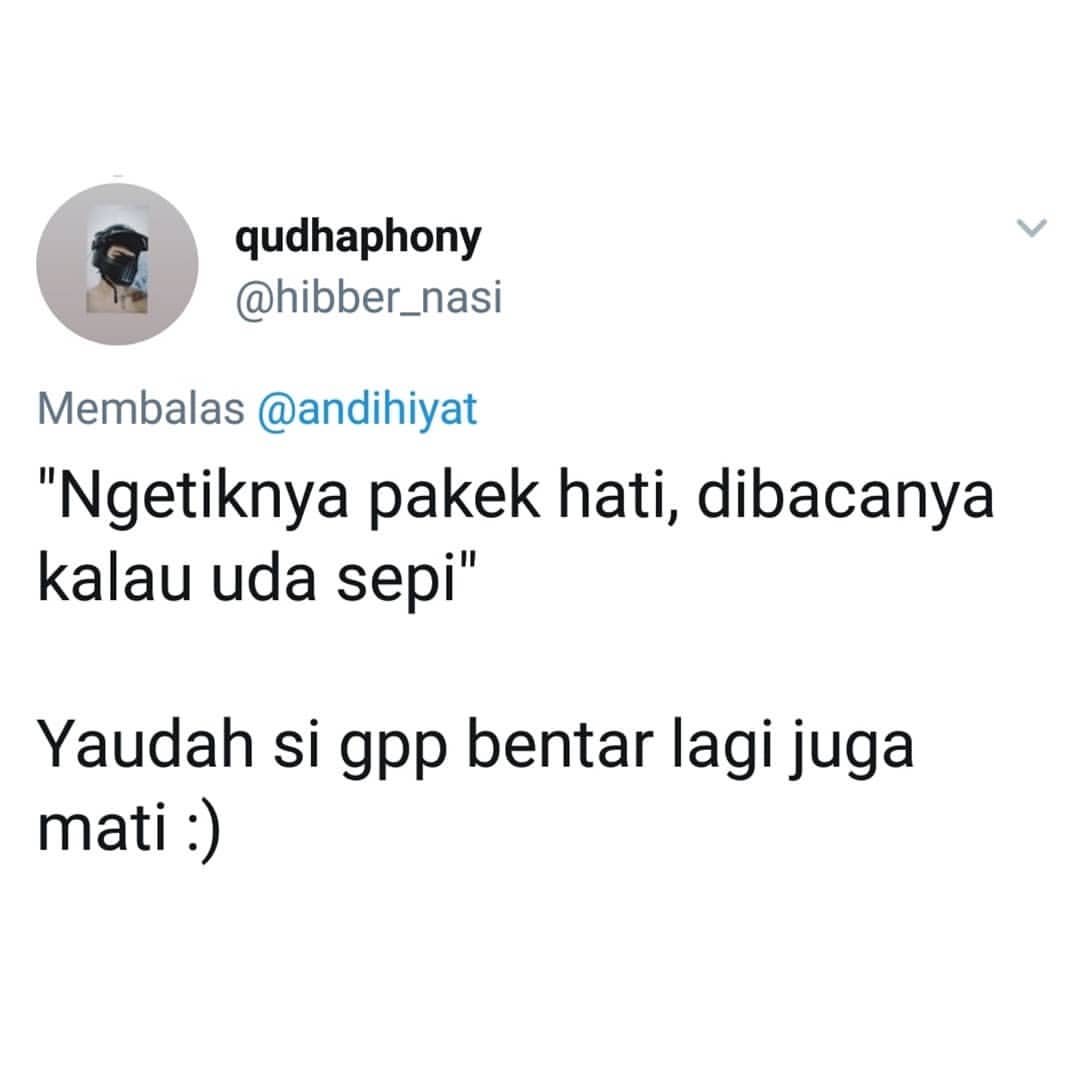 qudhaphony
@hibber_nasi
Membalas @andihiyat
"Ngetiknya pakek hati, dibacanya
kalau uda sepi"
Yaudah si gpp bentar lagi juga
mati :)